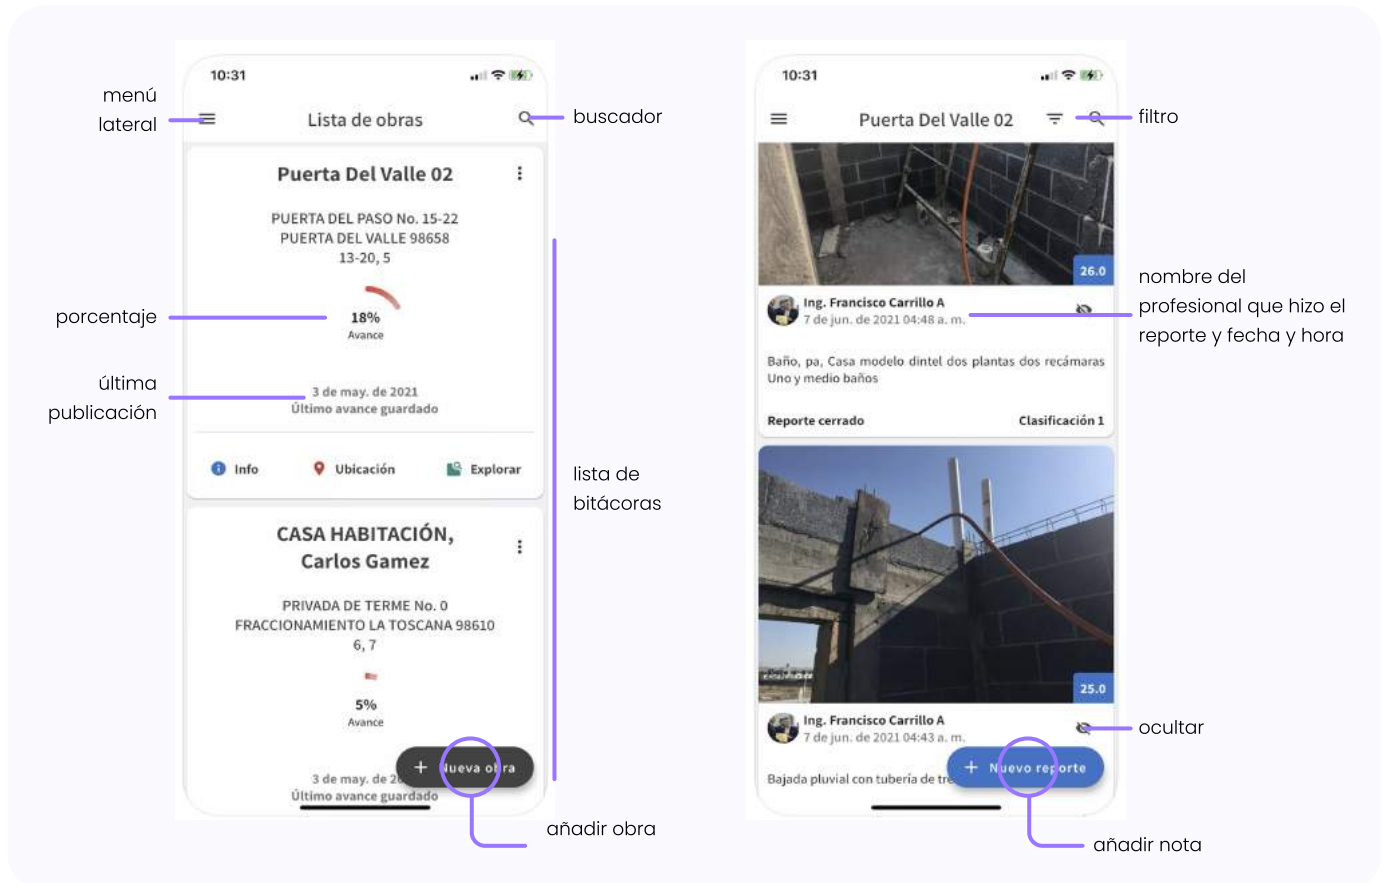 menú
lateral
10:31
Lista de obras
buscador
Puerta Del Valle 02
PUERTA DEL PASO No. 15-22
PUERTA DEL VALLE 98658
13-20, 5
porcentaje
18%
Avance
última
publicación
3 de may. de 2021
Último avance guardado
Info
Ubicación
Explorar
lista de
bitácoras
CASA HABITACIÓN,
Carlos Gamez
PRIVADA DE TERME No. 0
FRACCIONAMIENTO LA TOSCANA 98610
6, 7
5%
Avance
3 de may. de 20
Último avance guardado
+ Nueva obra
añadir obra
10:31
Puerta Del Valle 02
filtro
26.0
Ing. Francisco Carrillo A
7 de jun. de 2021 04:48 a. m.
nombre del
profesional que hizo el
reporte y fecha y hora
Baño, pa, Casa modelo dintel dos plantas dos recámaras
Uno y medio baños
Reporte cerrado
Clasificación 1
25.0
Ing. Francisco Carrillo A
7 de jun. de 2021 04:43 a. m.
ocultar
Bajada pluvial con tubería de tre
+ Nuevo reporte
añadir nota